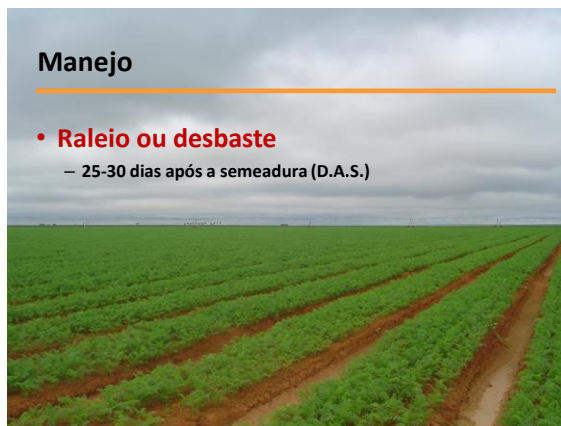 Manejo
• Raleio ou desbaste
– 25-30 dias após a semeadura (D.A.S.)